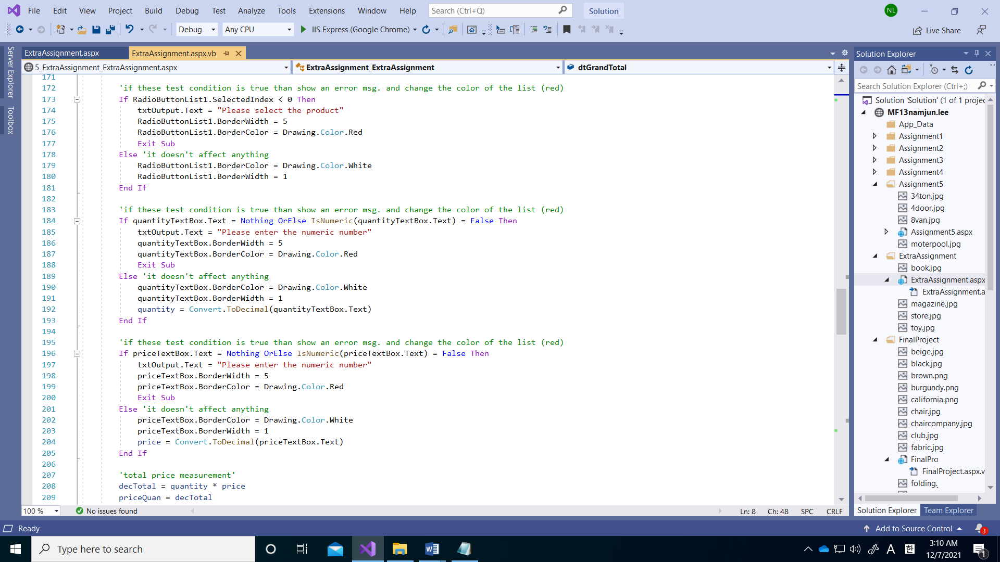 File Edit View Project Build Debug Test Analyze Tools Extensions Window Help Search (Ctrl+Q) Solution NL
Debug Any CPU IIS Express (Google Chrome) Live Share
Server Explorer
Toolbox
ExtraAssignment.aspx ExtraAssignment.aspx.vb
5_ExtraAssignment_ExtraAssignment.aspx ExtraAssignment_ExtraAssignment dtGrandTotal
171
172 'if these test condition is true than show an error msg. and change the color of the list (red)
173 If RadioButtonList1.SelectedIndex < 0 Then
174 txtOutput.Text = "Please select the product"
175 RadioButtonList1.BorderWidth = 5
176 RadioButtonList1.BorderColor = Drawing.Color.Red
177 Exit Sub
178 Else 'it doesn't affect anything
179 RadioButtonList1.BorderColor = Drawing.Color.White
180 RadioButtonList1.BorderWidth = 1
181 End If
182
183 'if these test condition is true than show an error msg. and change the color of the list (red)
184 If quantityTextBox.Text = Nothing OrElse IsNumeric(quantityTextBox.Text) = False Then
185 txtOutput.Text = "Please enter the numeric number"
186 quantityTextBox.BorderWidth = 5
187 quantityTextBox.BorderColor = Drawing.Color.Red
188 Exit Sub
189 Else 'it doesn't affect anything
190 quantityTextBox.BorderColor = Drawing.Color.White
191 quantityTextBox.BorderWidth = 1
192 quantity = Convert.ToDecimal(quantityTextBox.Text)
193 End If
194
195 'if these test condition is true than show an error msg. and change the color of the list (red)
196 If priceTextBox.Text = Nothing OrElse IsNumeric(priceTextBox.Text) = False Then
197 txtOutput.Text = "Please enter the numeric number"
198 priceTextBox.BorderWidth = 5
199 priceTextBox.BorderColor = Drawing.Color.Red
200 Exit Sub
201 Else 'it doesn't affect anything
202 priceTextBox.BorderColor = Drawing.Color.White
203 priceTextBox.BorderWidth = 1
204 price = Convert.ToDecimal(priceTextBox.Text)
205 End If
206
207 'total price measurement'
208 decTotal = quantity * price
209 priceQuan = decTotal
100 % No issues found Ln: 8 Ch: 48 SPC CRLF
Solution Explorer
Search Solution Explorer (Ctrl+;)
Solution 'Solution' (1 of 1 projec
MF13namjun.lee
App_Data
Assignment1
Assignment2
Assignment3
Assignment4
Assignment5
34ton.jpg
4door.jpg
8van.jpg
Assignment5.aspx
moterpool.jpg
ExtraAssignment
book.jpg
ExtraAssignment.aspx
ExtraAssignment.a
magazine.jpg
store.jpg
toy.jpg
FinalProject
beige.jpg
black.jpg
brown.png
burgundy.png
california.png
chair.jpg
chaircompany.jpg
club.jpg
fabric.jpg
FinalPro
FinalProject.aspx.v
folding.
Solution Explorer Team Explorer
Ready Add to Source Control 3
Type here to search A 한 3:10 AM 1
12/7/2021